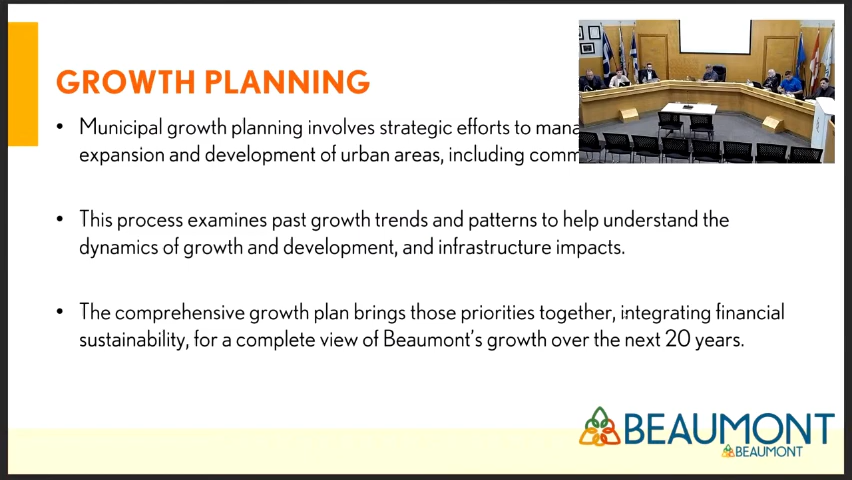 GROWTH PLANNING
• Municipal growth planning involves strategic efforts to mana
expansion and development of urban areas, including comm
• This process examines past growth trends and patterns to help understand the
dynamics of growth and development, and infrastructure impacts.
• The comprehensive growth plan brings those priorities together, integrating financial
sustainability, for a complete view of Beaumont's growth over the next 20 years.
BEAUMONT
BEAUMONT